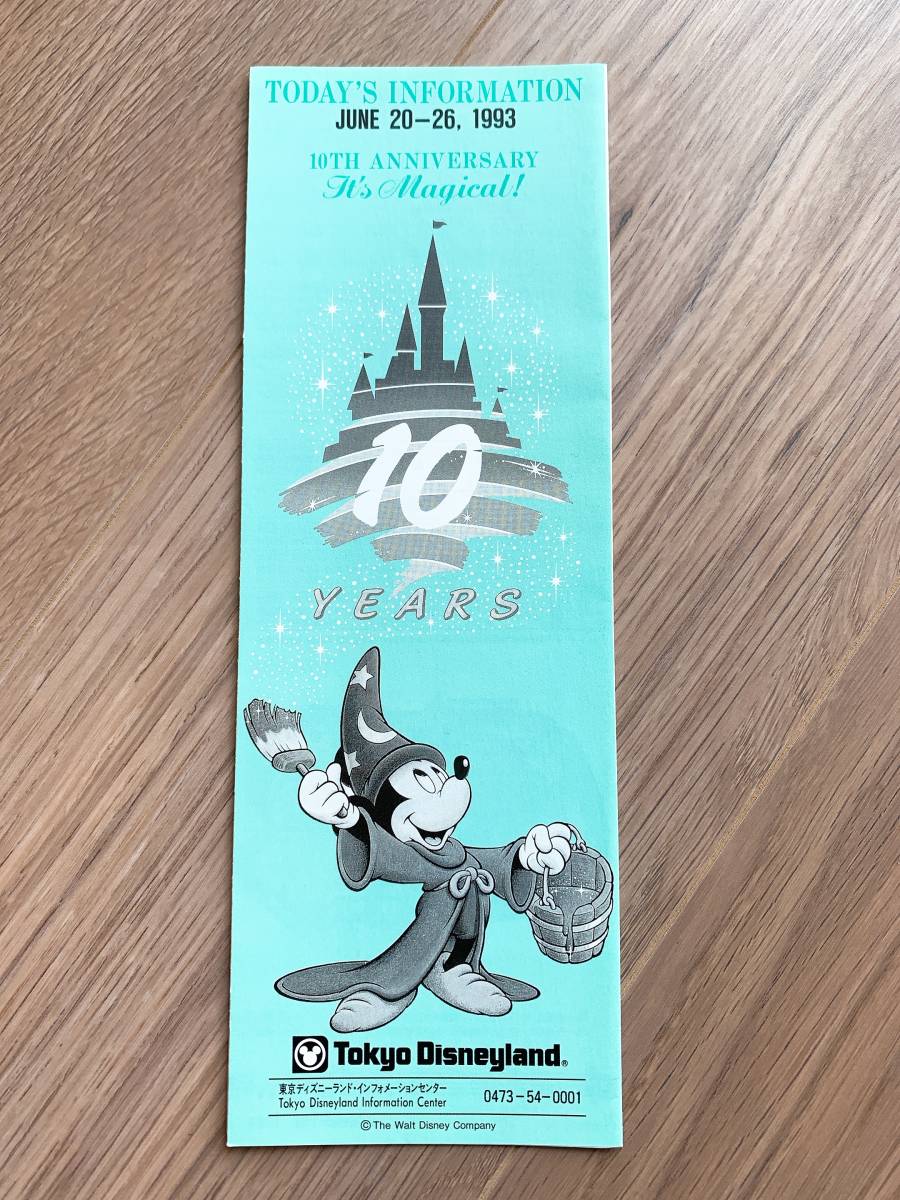 TODAY'S INFORMATION
JUNE 20-26, 1993
10TH ANNIVERSARY
It's Magical!
10
YEARS
Tokyo Disneyland®
東京ディズニーランド・インフォメーションセンター
Tokyo Disneyland Information Center
0473-54-0001
© The Walt Disney Company